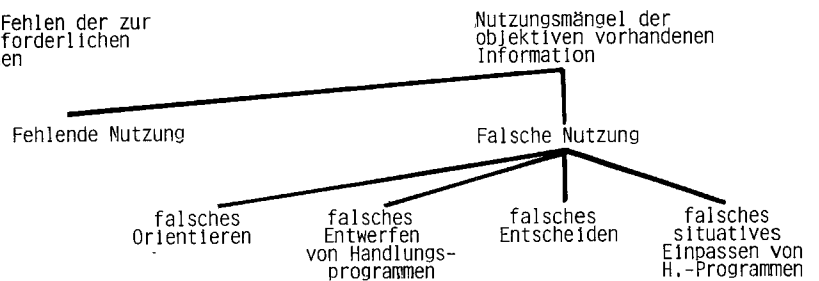 Fehlen der zur
forderlichen
en
Nutzungsmängel der
objektiven vorhandenen
Information
Fehlende Nutzung
Falsche Nutzung
falsches
Orientieren
falsches
Entwerfen
von Handlungs-
programmen
falsches
Entscheiden
falsches
situatives
Einpassen von
H.-Programmen